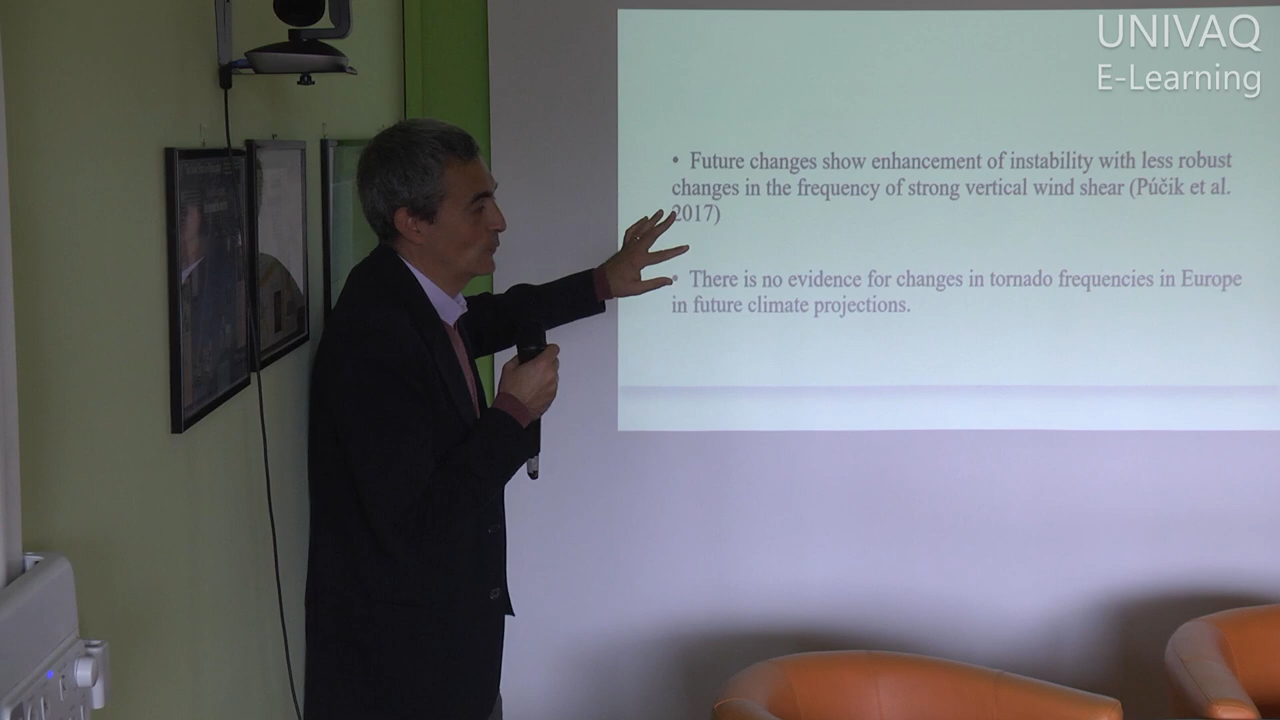 UNIVAQ
E-Learning
• Future changes show enhancement of instability with less robust
changes in the frequency of strong vertical wind shear (Púčik et al.
2017)
• There is no evidence for changes in tornado frequencies in Europe
in future climate projections.